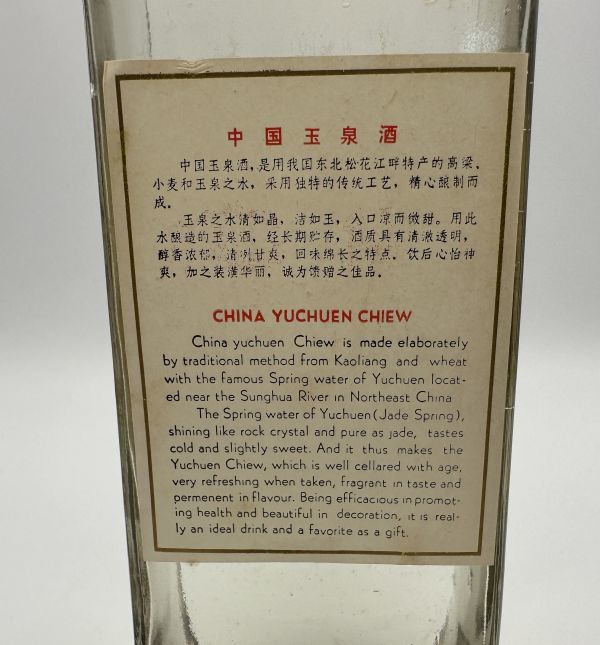 中国玉泉酒
中国玉泉酒,是用我国东北松花江畔特产的高梁、
小麦和玉泉之水，采用独特的传统工艺，精心酿制而
成。
玉泉之水清如晶，洁如玉，入口凉而微甜。用此
水酿造的玉泉酒，经长期贮存，酒质具有清澈透明，
醇香浓郁，清冽甘爽，回味绵长之特点。饮后心怡神
爽，加之装潢华丽，诚为馈赠之佳品。
CHINA YUCHUEN CHIEW
China yuchuen Chiew is made elaborately
by traditional method from Kaoliang and wheat
with the famous Spring water of Yuchuen locat-
ed near the Sunghua River in Northeast China
The Spring water of Yuchuen(Jade Spring),
shining like rock crystal and pure as jade, tastes
cold and slightly sweet. And it thus makes the
Yuchuen Chiew, which is well cellared with age,
very refreshing when taken, fragrant in taste and
permenent in flavour. Being efficacious in promot-
ing health and beautiful in decoration, it is real-
ly an ideal drink and a favorite as a gift.